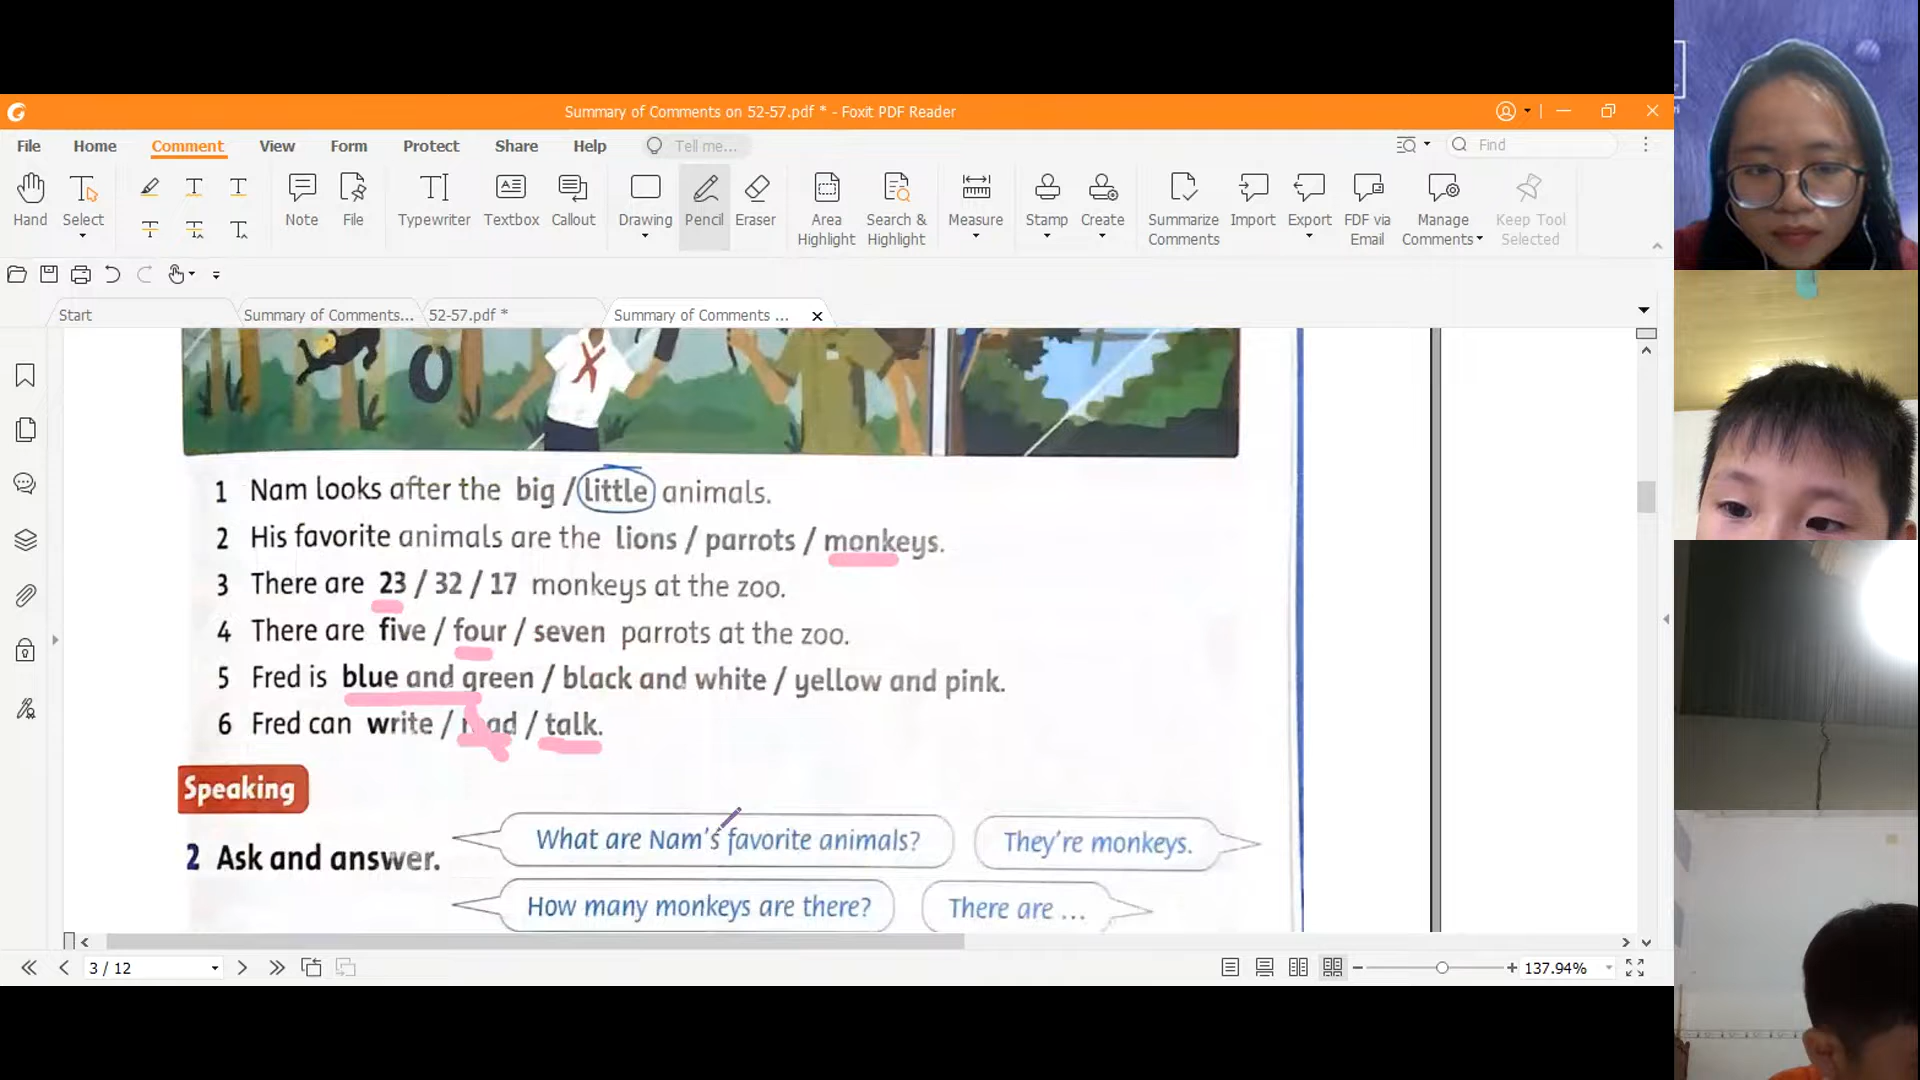 Summary of Comments on 52-57.pdf * - Foxit PDF Reader
File Home Comment View Form Protect Share Help Tell me... Find
Hand Select Note File Typewriter Textbox Callout Drawing Pencil Eraser Area Highlight Search & Highlight Measure Stamp Create Summarize Comments Import Export FDF via Email Manage Comments Keep Tool Selected
Start Summary of Comments... 52-57.pdf * Summary of Comments ...
1 Nam looks after the big / little animals.
2 His favorite animals are the lions / parrots / monkeys.
3 There are 23 / 32 / 17 monkeys at the zoo.
4 There are five / four / seven parrots at the zoo.
5 Fred is blue and green / black and white / yellow and pink.
6 Fred can write / read / talk.
Speaking
What are Nam's favorite animals? They're monkeys.
2 Ask and answer.
How many monkeys are there? There are ...
3 / 12 137.94%